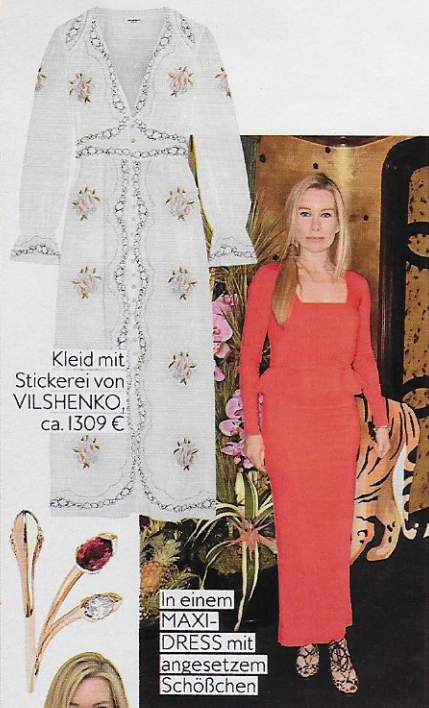 Kleid mit
Stickerei von
VILSHENKO,
ca. 1309 €
In einem
MAXI-
DRESS mit
angesetzem
Schößchen